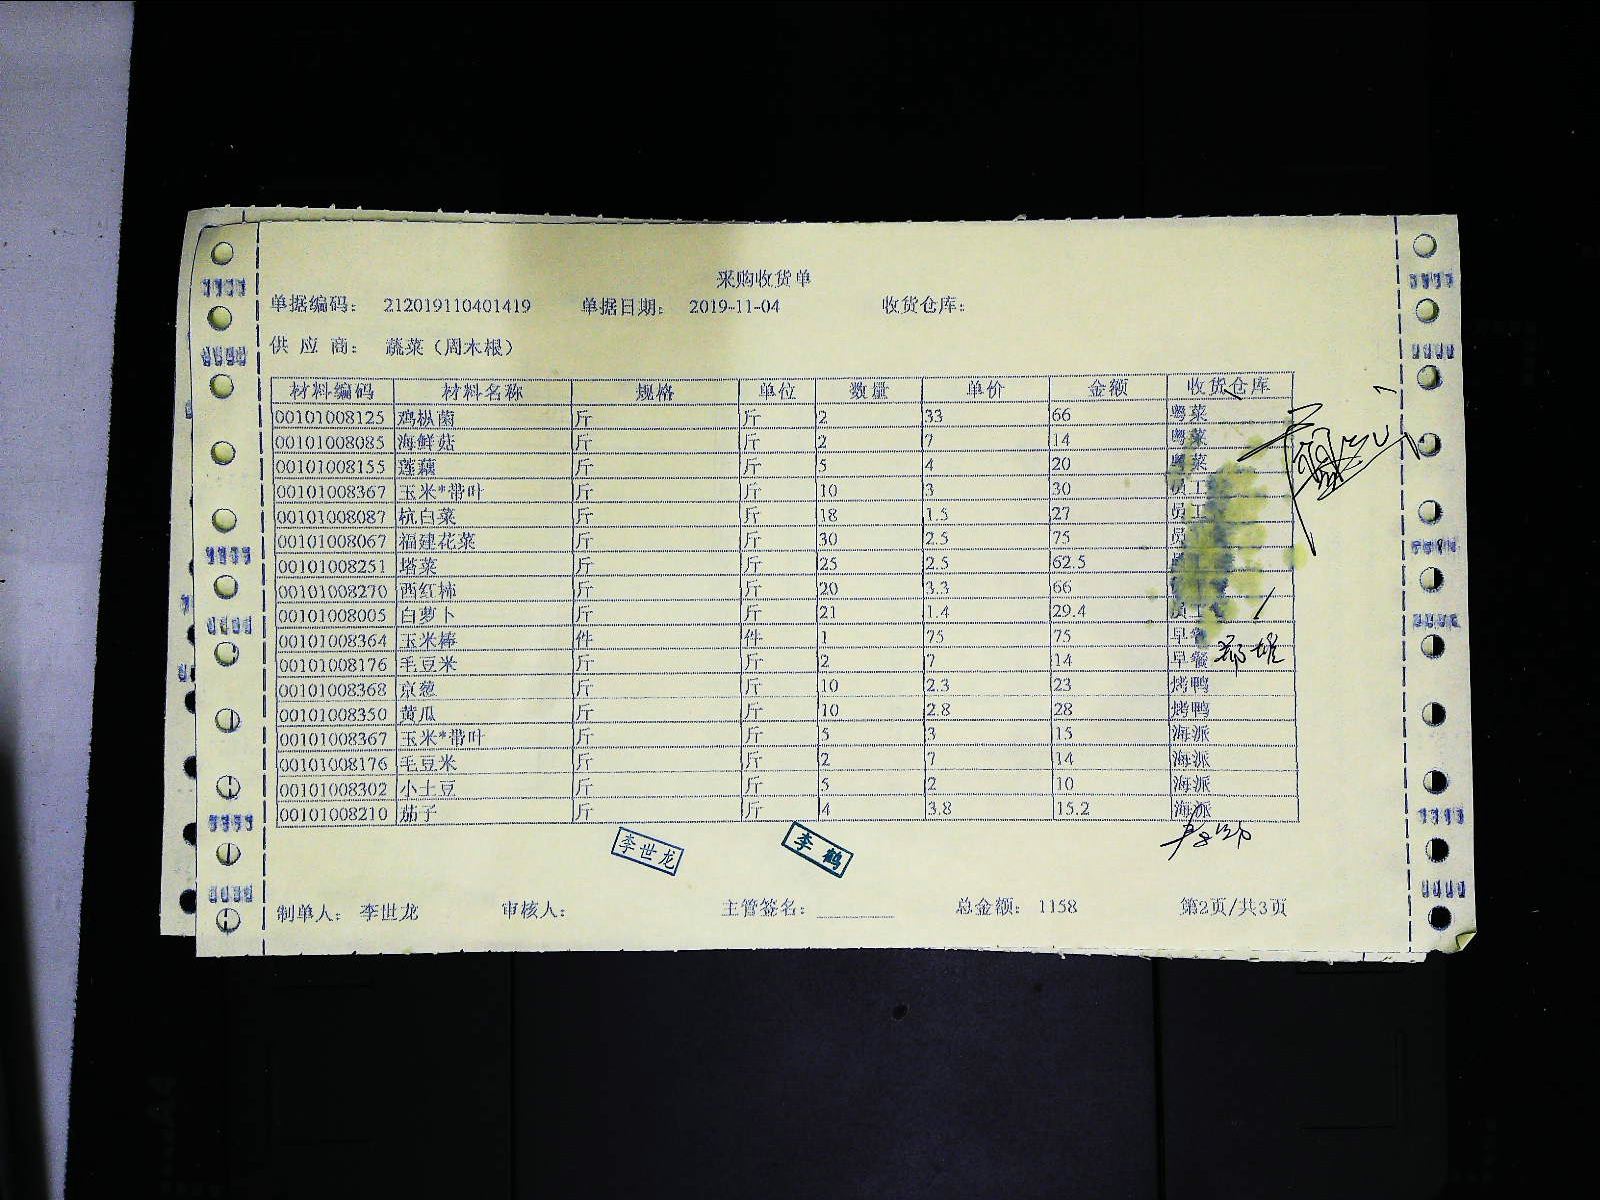 采购收货单
单据编码： 212019110401419 单据日期： 2019-11-04 收货仓库：
供 应 商： 蔬菜（周木根）
材料编码 材料名称 规格 单位 数量 单价 金额 收货仓库
00101008125 鸡枞菌 斤 斤 2 33 66 粤菜
00101008085 海鲜菇 斤 斤 2 7 14 粤菜
00101008155 莲藕 斤 斤 5 4 20 粤菜
00101008367 玉米*带叶 斤 斤 10 3 30 员工
00101008087 杭白菜 斤 斤 18 1.5 27 员工
00101008067 福建花菜 斤 斤 30 2.5 75 员
00101008251 塔菜 斤 斤 25 2.5 62.5
00101008270 西红柿 斤 斤 20 3.3 66
00101008005 白萝卜 斤 斤 21 1.4 29.4 员工
00101008364 玉米棒 件 件 1 75 75 早餐
00101008176 毛豆米 斤 斤 2 7 14 早餐
00101008368 京葱 斤 斤 10 2.3 23 烤鸭
00101008350 黄瓜 斤 斤 10 2.8 28 烤鸭
00101008367 玉米*带叶 斤 斤 5 3 15 海派
00101008176 毛豆米 斤 斤 2 7 14 海派
00101008302 小土豆 斤 斤 5 2 10 海派
00101008210 茄子 斤 斤 4 3.8 15.2 海派
李世龙 李鹤
制单人： 李世龙 审核人： 主管签名： 总金额： 1158 第2页/共3页